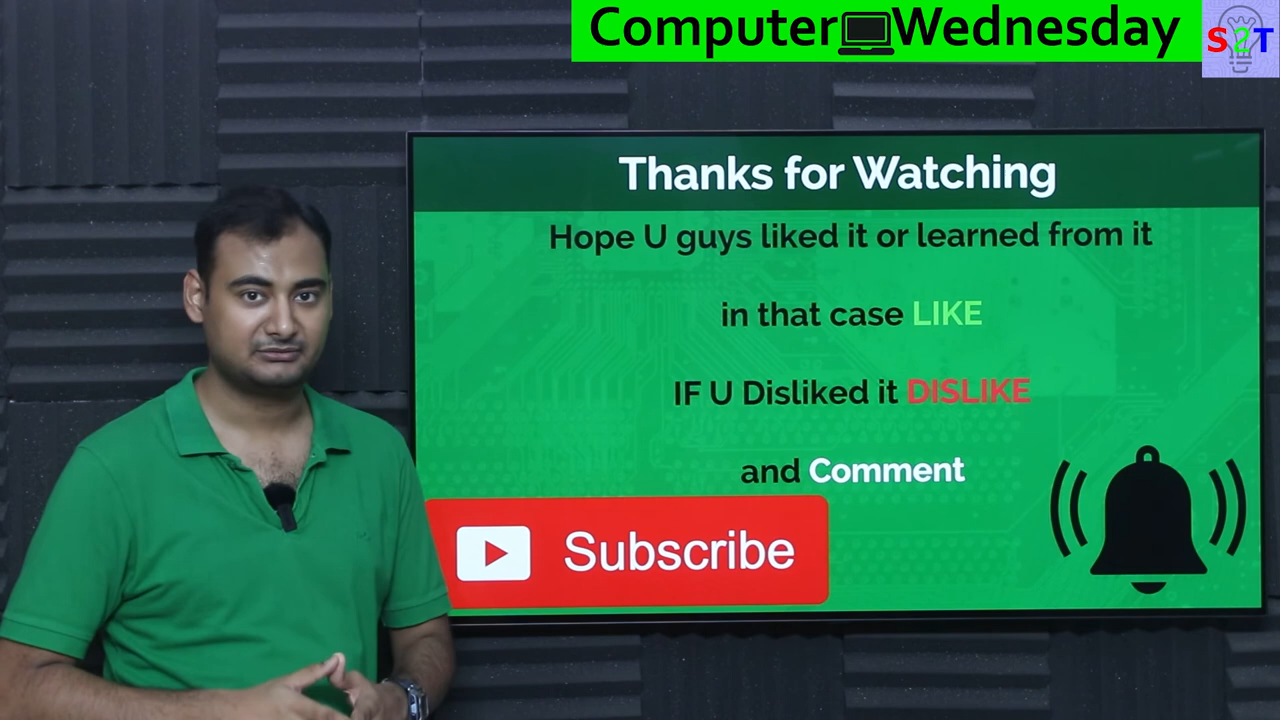 Computer Wednesday
S2T
Thanks for Watching
Hope U guys liked it or learned from it
in that case LIKE
IF U Disliked it DISLIKE
and Comment
Subscribe